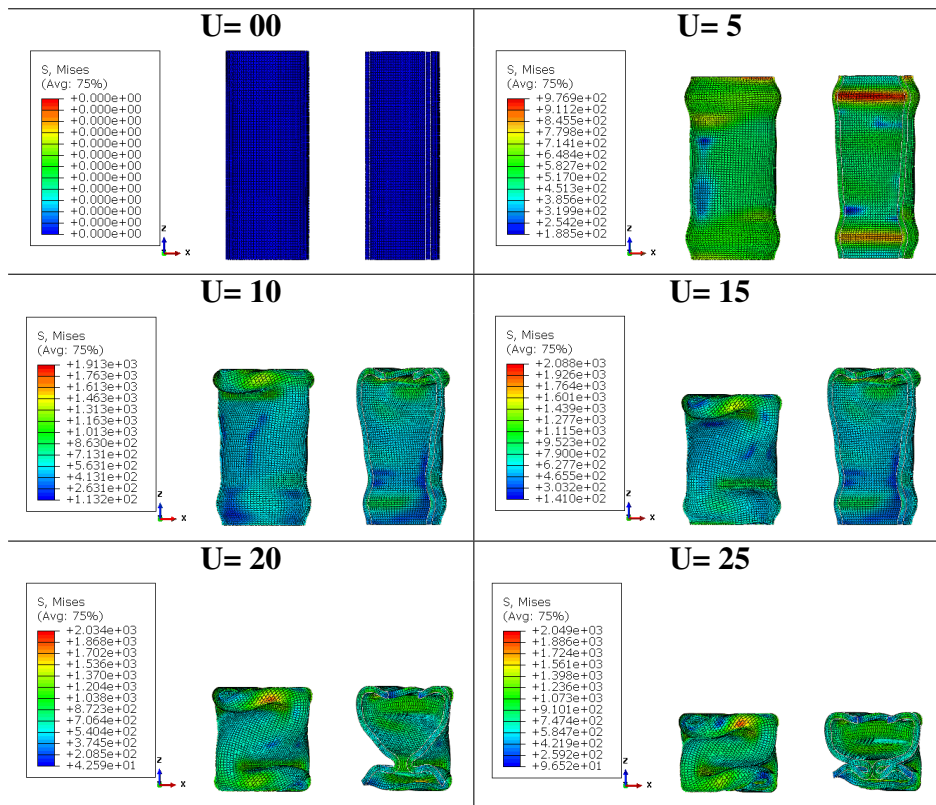 U= 00
S, Mises
(Avg: 75%)
+0.000e+00
+0.000e+00
+0.000e+00
+0.000e+00
+0.000e+00
+0.000e+00
+0.000e+00
+0.000e+00
+0.000e+00
+0.000e+00
+0.000e+00
+0.000e+00
+0.000e+00
z
x
U= 5
S, Mises
(Avg: 75%)
+9.769e+02
+9.112e+02
+8.455e+02
+7.798e+02
+7.141e+02
+6.484e+02
+5.827e+02
+5.170e+02
+4.513e+02
+3.856e+02
+3.199e+02
+2.542e+02
+1.885e+02
z
x
U= 10
S, Mises
(Avg: 75%)
+1.913e+03
+1.763e+03
+1.613e+03
+1.463e+03
+1.313e+03
+1.163e+03
+1.013e+03
+8.630e+02
+7.131e+02
+5.631e+02
+4.131e+02
+2.631e+02
+1.132e+02
z
x
U= 15
S, Mises
(Avg: 75%)
+2.088e+03
+1.926e+03
+1.764e+03
+1.601e+03
+1.439e+03
+1.277e+03
+1.115e+03
+9.523e+02
+7.900e+02
+6.277e+02
+4.655e+02
+3.032e+02
+1.410e+02
z
x
U= 20
S, Mises
(Avg: 75%)
+2.034e+03
+1.868e+03
+1.702e+03
+1.536e+03
+1.370e+03
+1.204e+03
+1.038e+03
+8.723e+02
+7.064e+02
+5.404e+02
+3.745e+02
+2.085e+02
+4.259e+01
z
x
U= 25
S, Mises
(Avg: 75%)
+2.049e+03
+1.886e+03
+1.724e+03
+1.561e+03
+1.398e+03
+1.236e+03
+1.073e+03
+9.101e+02
+7.474e+02
+5.847e+02
+4.219e+02
+2.592e+02
+9.652e+01
z
x